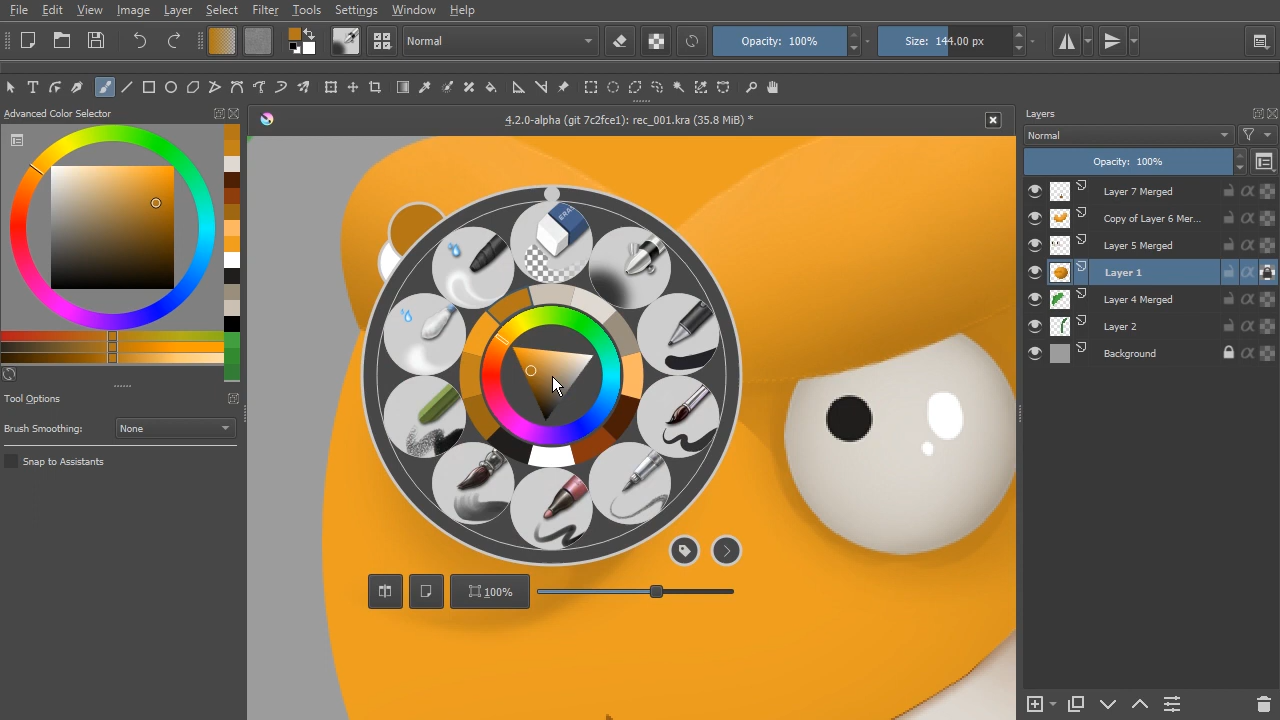 File Edit View Image Layer Select Filter Tools Settings Window Help
Normal
Opacity: 100%
Size: 144.00 px
Advanced Color Selector
4.2.0-alpha (git 7c2fce1): rec_001.kra (35.8 MiB) *
Layers
Normal
Opacity: 100%
Layer 7 Merged
Copy of Layer 6 Mer...
Layer 5 Merged
Layer 1
Layer 4 Merged
Layer 2
Background
Tool Options
Brush Smoothing: None
Snap to Assistants
ERAS
100%